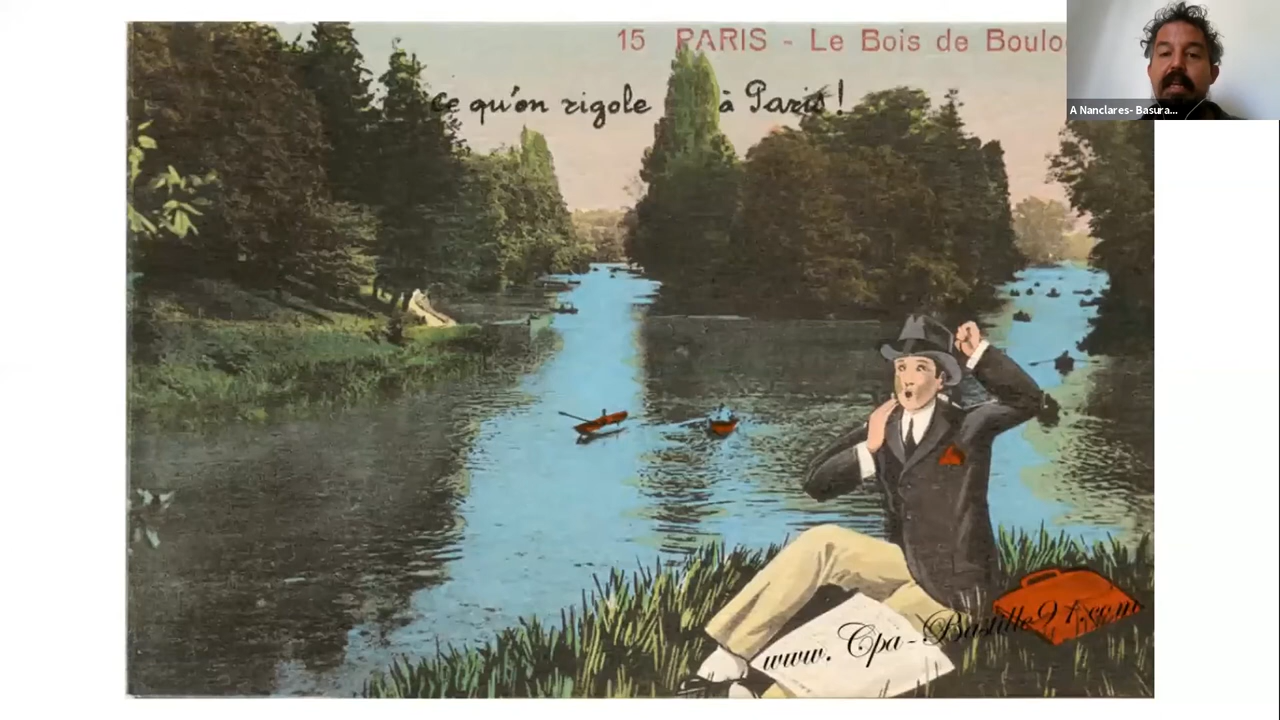 15 PARIS - Le Bois de Boulo
ce qu'on rigole à Paris !
A Nanclares- Basura...
www. Cpa-Bastille91.com